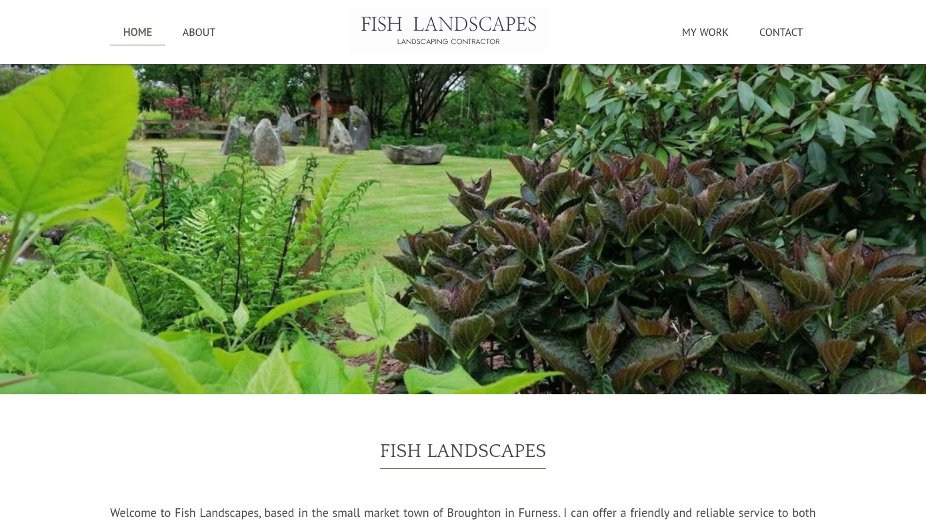 HOME
ABOUT
FISH LANDSCAPES
LANDSCAPING CONTRACTOR
MY WORK
CONTACT
FISH LANDSCAPES
Welcome to Fish Landscapes, based in the small market town of Broughton in Furness. I can offer a friendly and reliable service to both